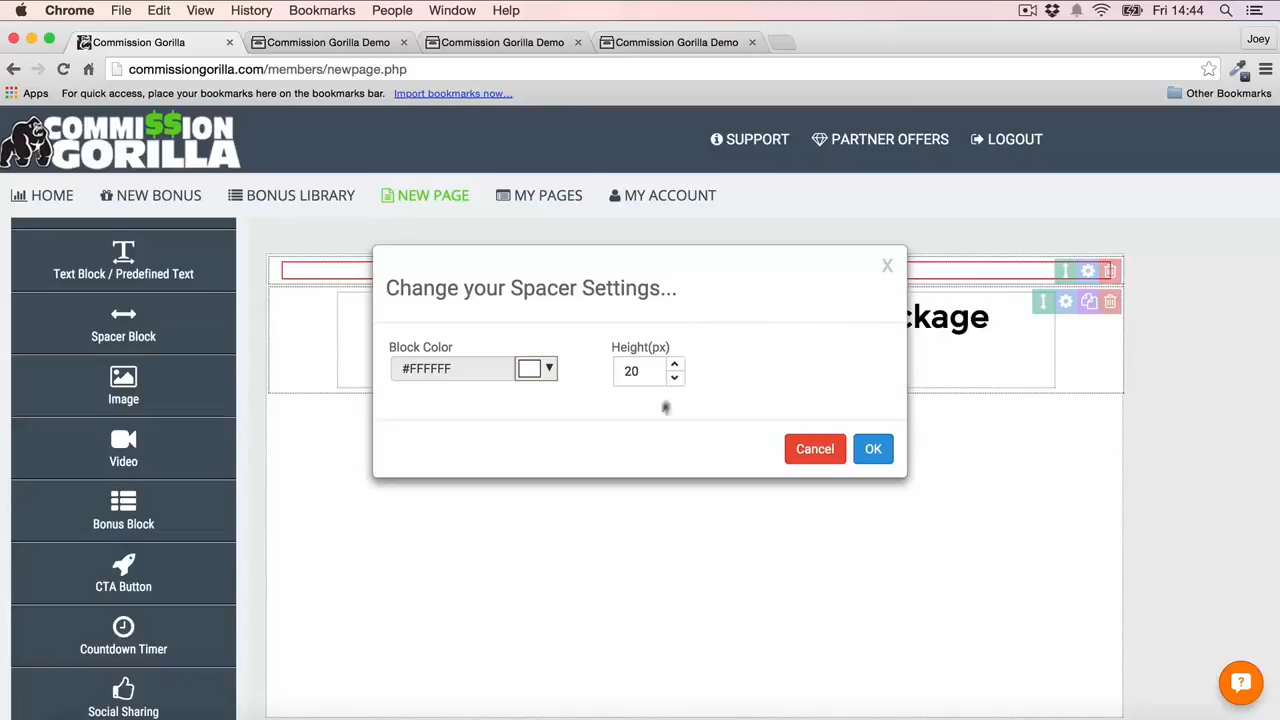 Chrome File Edit View History Bookmarks People Window Help Fri 14:44
Commission Gorilla Commission Gorilla Demo Commission Gorilla Demo Commission Gorilla Demo Joey
commissiongorilla.com/members/newpage.php
Apps For quick access, place your bookmarks here on the bookmarks bar. Import bookmarks now... Other Bookmarks
COMMI$$ION
GORILLA
SUPPORT PARTNER OFFERS LOGOUT
HOME NEW BONUS BONUS LIBRARY NEW PAGE MY PAGES MY ACCOUNT
Text Block / Predefined Text
Spacer Block
Image
Video
Bonus Block
CTA Button
Countdown Timer
Social Sharing
X
Change your Spacer Settings...
ckage
Block Color Height(px)
#FFFFFF 20
Cancel OK